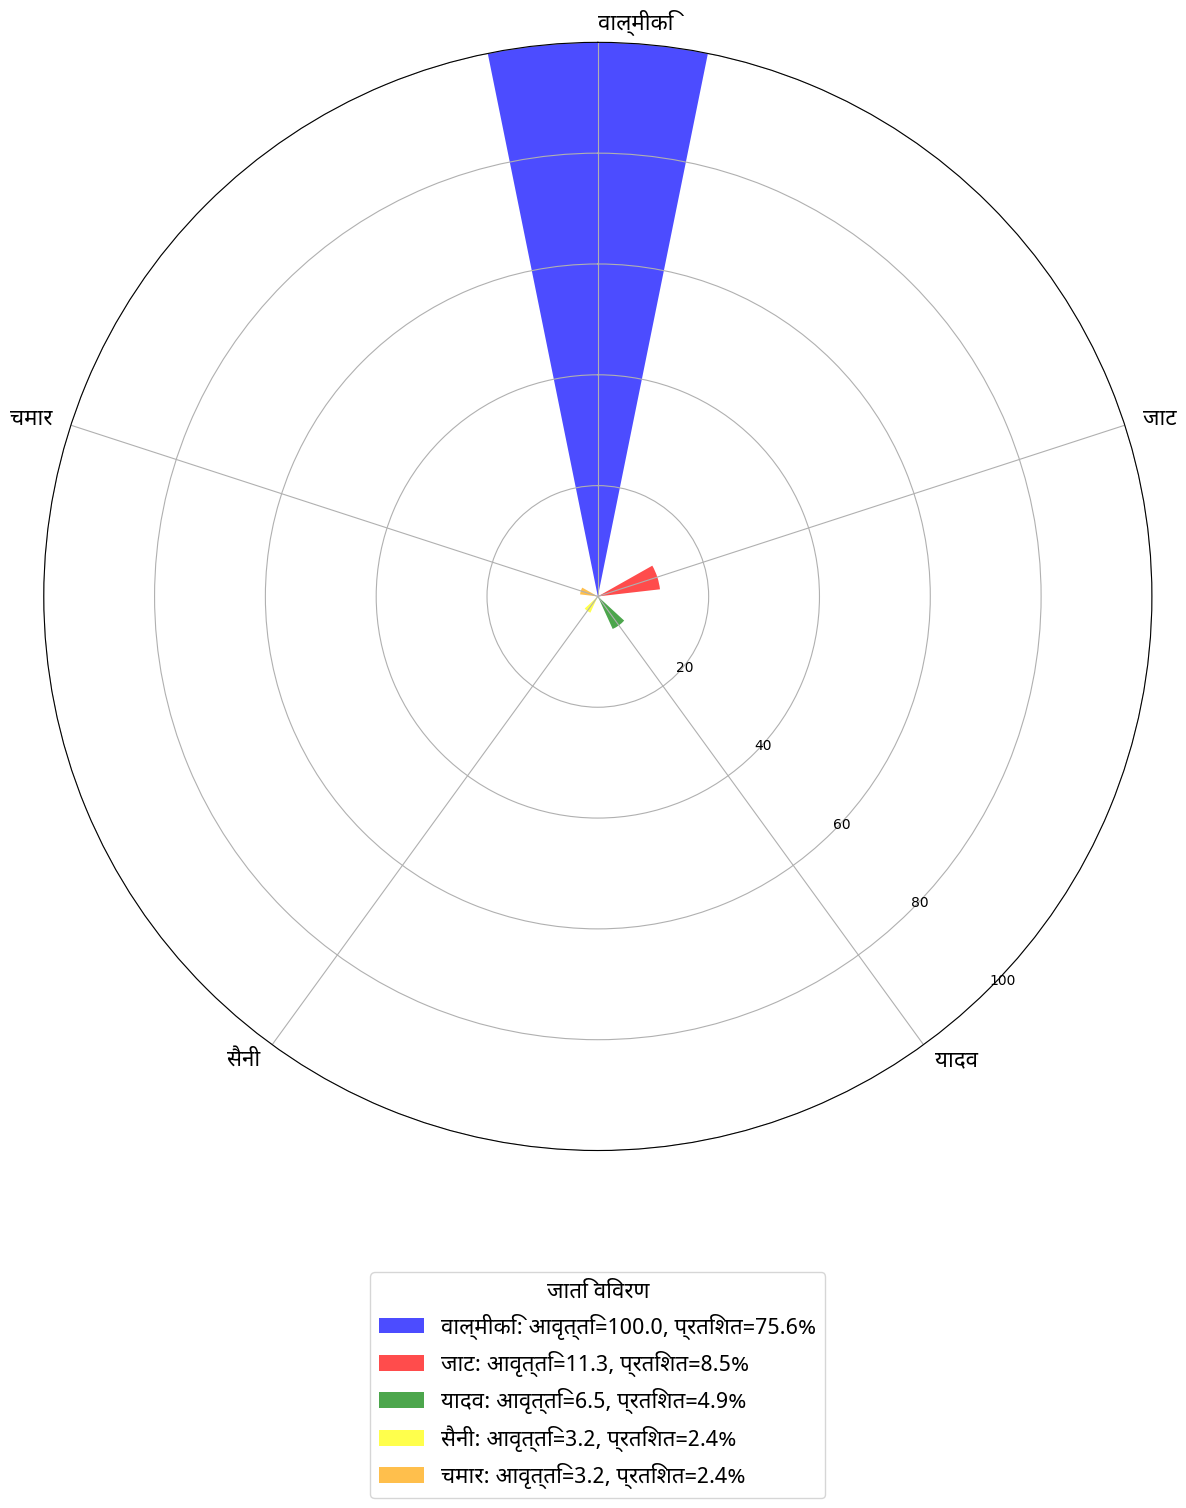 वाल्मीकि
चमार
जाट
20
40
60
80
100
सैनी
यादव
जाति विवरण
वाल्मीकि: आवृत्ति=100.0, प्रतिशत=75.6%
जाट: आवृत्ति=11.3, प्रतिशत=8.5%
यादव: आवृत्ति=6.5, प्रतिशत=4.9%
सैनी: आवृत्ति=3.2, प्रतिशत=2.4%
चमार: आवृत्ति=3.2, प्रतिशत=2.4%